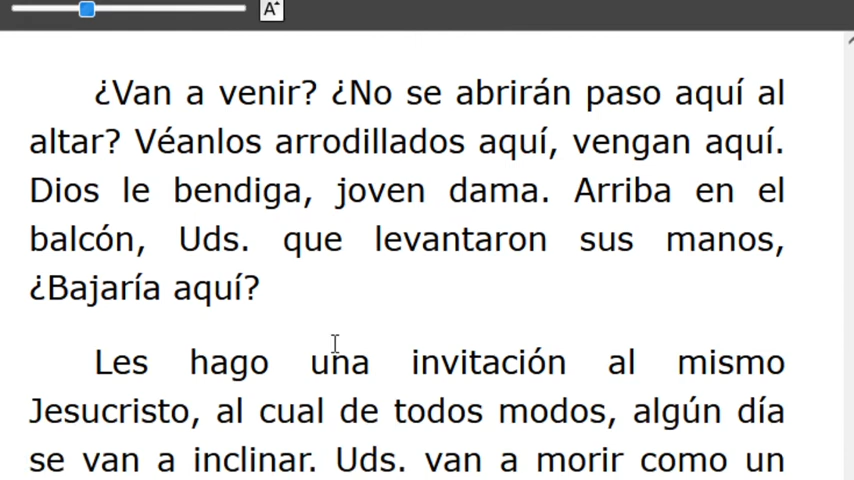 A
¿Van a venir? ¿No se abrirán paso aquí al
altar? Véanlos arrodillados aquí, vengan aquí.
Dios le bendiga, joven dama. Arriba en el
balcón, Uds. que levantaron sus manos,
¿Bajaría aquí?
Les hago una invitación al mismo
Jesucristo, al cual de todos modos, algún día
se van a inclinar. Uds. van a morir como un